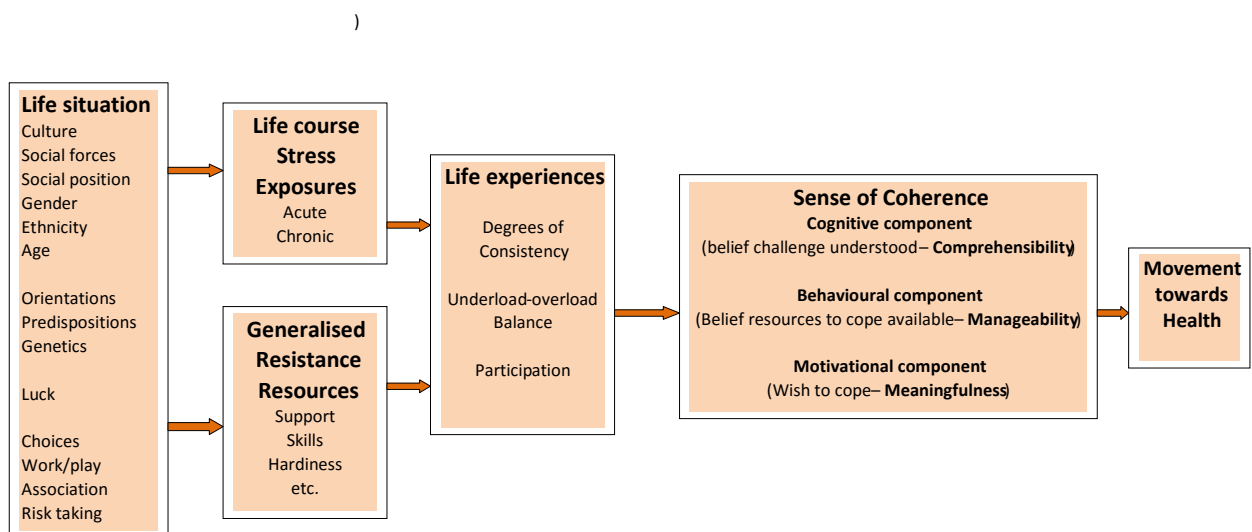 )
Life situation
Culture
Social forces
Social position
Gender
Ethnicity
Age
Orientations
Predispositions
Genetics
Luck
Choices
Work/play
Association
Risk taking
Life course
Stress
Exposures
Acute
Chronic
Generalised
Resistance
Resources
Support
Skills
Hardiness
etc.
Life experiences
Degrees of
Consistency
Underload-overload
Balance
Participation
Sense of Coherence
Cognitive component
(belief challenge understood– Comprehensibility)
Behavioural component
(Belief resources to cope available– Manageability)
Motivational component
(Wish to cope– Meaningfulness)
Movement
towards
Health